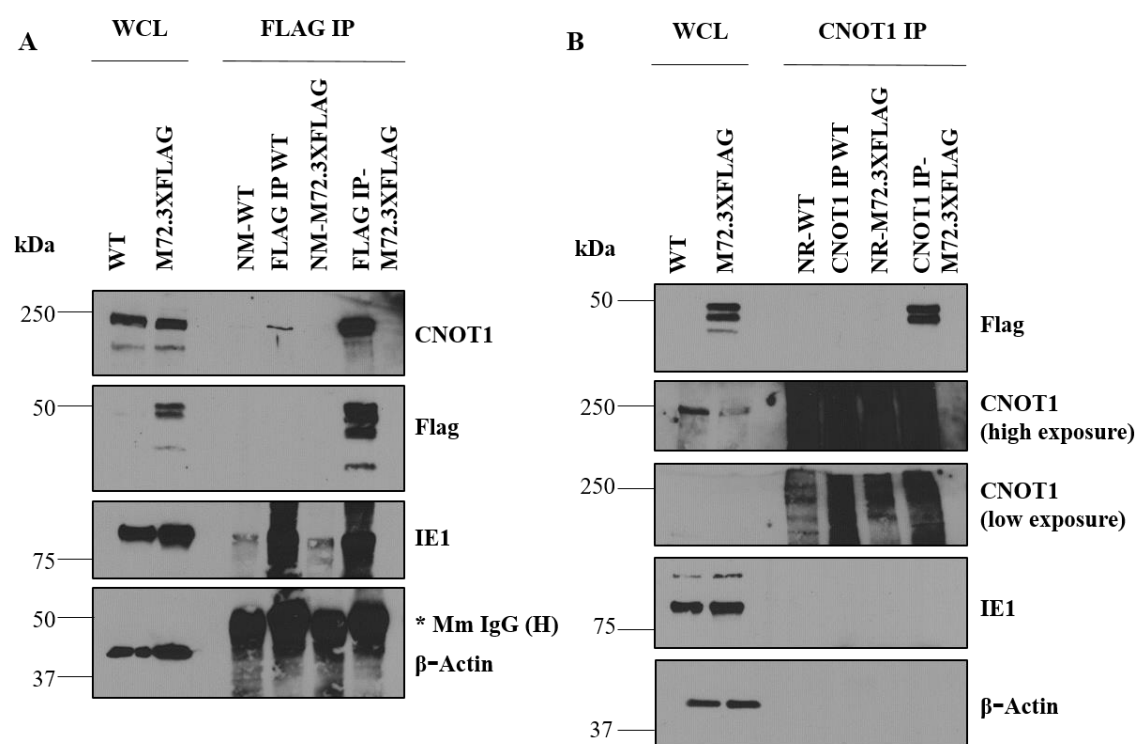 A
WCL
FLAG IP
WT
M72.3XFLAG
NM-WT
FLAG IP WT
NM-M72.3XFLAG
FLAG IP-
M72.3XFLAG
kDa
250
CNOT1
50
Flag
IE1
75
50
* Mm IgG (H)
β-Actin
37
B
WCL
CNOT1 IP
WT
M72.3XFLAG
NR-WT
CNOT1 IP WT
NR-M72.3XFLAG
CNOT1 IP-
M72.3XFLAG
kDa
50
Flag
250
CNOT1
(high exposure)
250
CNOT1
(low exposure)
IE1
75
β-Actin
37